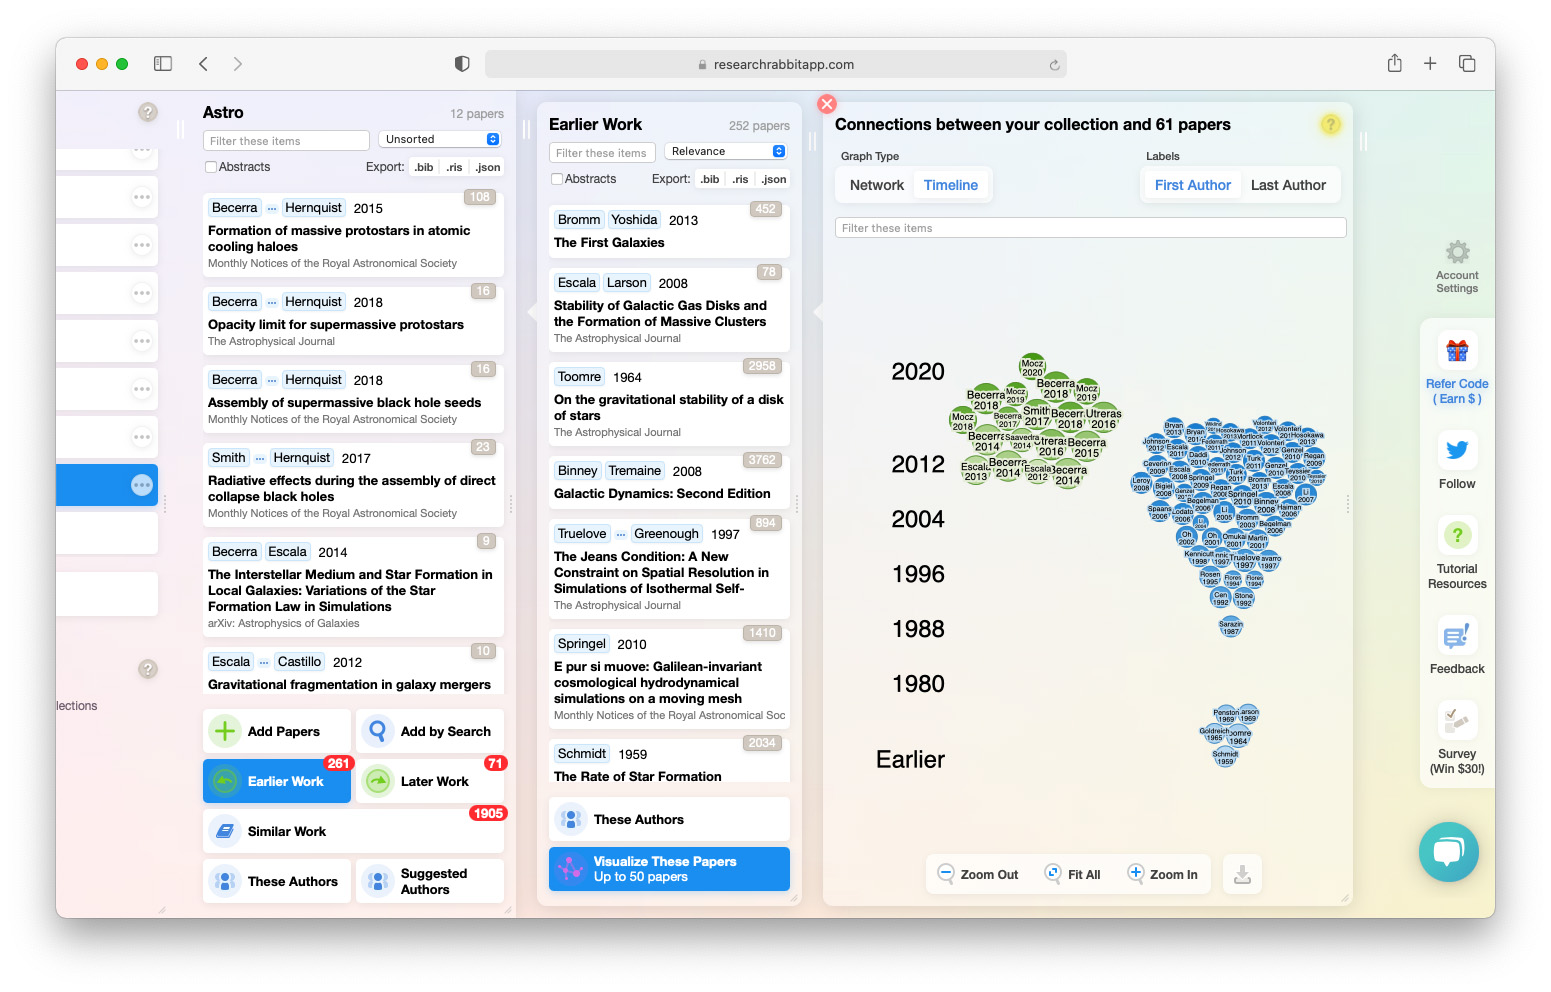 researchrabbitapp.com
?
?
lections
Astro
12 papers
Filter these items
Unsorted
Abstracts
Export:
.bib
.ris
.json
108
Becerra ... Hernquist 2015
Formation of massive protostars in atomic
cooling haloes
Monthly Notices of the Royal Astronomical Society
16
Becerra ... Hernquist 2018
Opacity limit for supermassive protostars
The Astrophysical Journal
16
Becerra ... Hernquist 2018
Assembly of supermassive black hole seeds
Monthly Notices of the Royal Astronomical Society
23
Smith ... Hernquist 2017
Radiative effects during the assembly of direct
collapse black holes
Monthly Notices of the Royal Astronomical Society
9
Becerra Escala 2014
The Interstellar Medium and Star Formation in
Local Galaxies: Variations of the Star
Formation Law in Simulations
arXiv: Astrophysics of Galaxies
10
Escala ... Castillo 2012
Gravitational fragmentation in galaxy mergers
Add Papers
Add by Search
261
Earlier Work
71
Later Work
1905
Similar Work
These Authors
Suggested
Authors
Earlier Work
252 papers
Filter these items
Relevance
Abstracts
Export:
.bib
.ris
.json
452
Bromm Yoshida 2013
The First Galaxies
78
Escala Larson 2008
Stability of Galactic Gas Disks and
the Formation of Massive Clusters
The Astrophysical Journal
2958
Toomre 1964
On the gravitational stability of a disk
of stars
The Astrophysical Journal
3762
Binney Tremaine 2008
Galactic Dynamics: Second Edition
894
Truelove ... Greenough 1997
The Jeans Condition: A New
Constraint on Spatial Resolution in
Simulations of Isothermal Self-
The Astrophysical Journal
1410
Springel 2010
E pur si muove: Galilean-invariant
cosmological hydrodynamical
simulations on a moving mesh
Monthly Notices of the Royal Astronomical Soc
2034
Schmidt 1959
The Rate of Star Formation
These Authors
Visualize These Papers
Up to 50 papers
Connections between your collection and 61 papers
?
Graph Type
Network
Timeline
Labels
First Author
Last Author
Filter these items
2020
2012
2004
1996
1988
1980
Earlier
Mocz
2020
Becerra
2018
Mocz
2019
Becerra
2018
Mocz
2019
Mocz
2018
Becerra
2017
Smith
2017
Becerr
2018
Utreras
2016
Becerra
2014
Saavedra
2014
Utreras
2016
Becerra
2015
Escala
2013
Becerra
2014
Escala
2012
Becerra
2014
Bryan
2013
Volonteri
2012
Hosokawa
2013
Johnson
2012
Regan
2009
Leroy
2008
Bigiel
2008
Springel
2010
Bromm
2013
Escala
2008
Li
2007
Spaans
2006
Begelman
2006
Li
2005
Bromm
2003
Binney
2008
Haiman
2006
Begelman
2006
Oh
2002
Oh
2001
Omukai
2001
Martin
2001
Kennicutt
1998
Truelove
1997
avarro
1997
Rosen
1995
Flores
1994
Flores
1994
Cen
1992
Stone
1992
Sarazin
1987
Penston
1969
arson
1969
Goldreich
1965
oomre
1964
Schmidt
1959
Zoom Out
Fit All
Zoom In
Account
Settings
Refer Code
( Earn $ )
Follow
?
Tutorial
Resources
Feedback
Survey
(Win $30!)